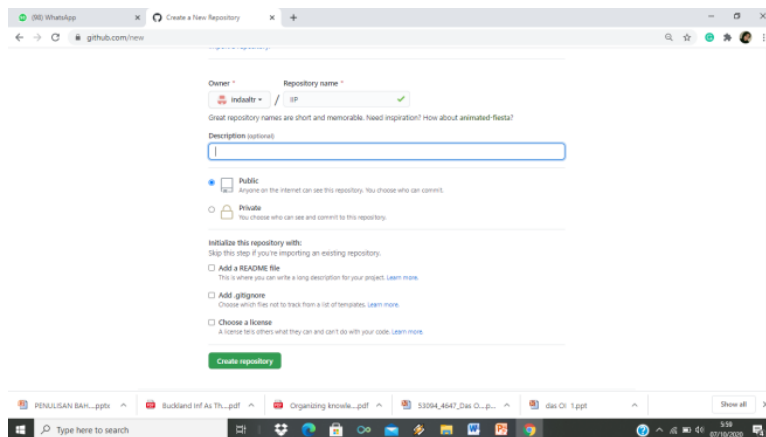 (98) WhatsApp
Create a New Repository
github.com/new
Owner *
Repository name *
indaaltr
/
IIP
Great repository names are short and memorable. Need inspiration? How about animated-fiesta?
Description (optional)
Public
Anyone on the internet can see this repository. You choose who can commit.
Private
You choose who can see and commit to this repository.
Initialize this repository with:
Skip this step if you're importing an existing repository.
Add a README file
This is where you can write a long description for your project. Learn more.
Add .gitignore
Choose which files not to track from a list of templates. Learn more.
Choose a license
A license tells others what they can and can't do with your code. Learn more.
Create repository
PENULISAN BAH....pptx
Buckland Inf As Th....pdf
Organizing knowle....pdf
53094_4647_Das O....p...
das Ol 1.ppt
Show all
Type here to search
5:59
07/10/2020